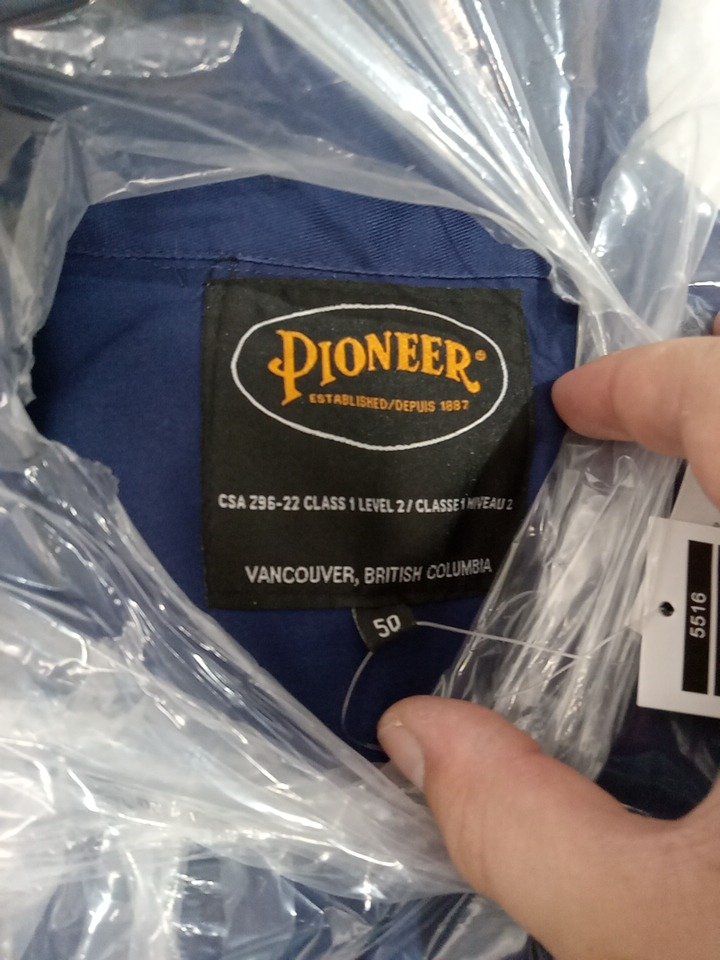 PIONEER®
ESTABLISHED/DEPUIS 1887
CSA Z96-22 CLASS 1 LEVEL 2 / CLASSE 1 NIVEAU 2
VANCOUVER, BRITISH COLUMBIA
50
5516